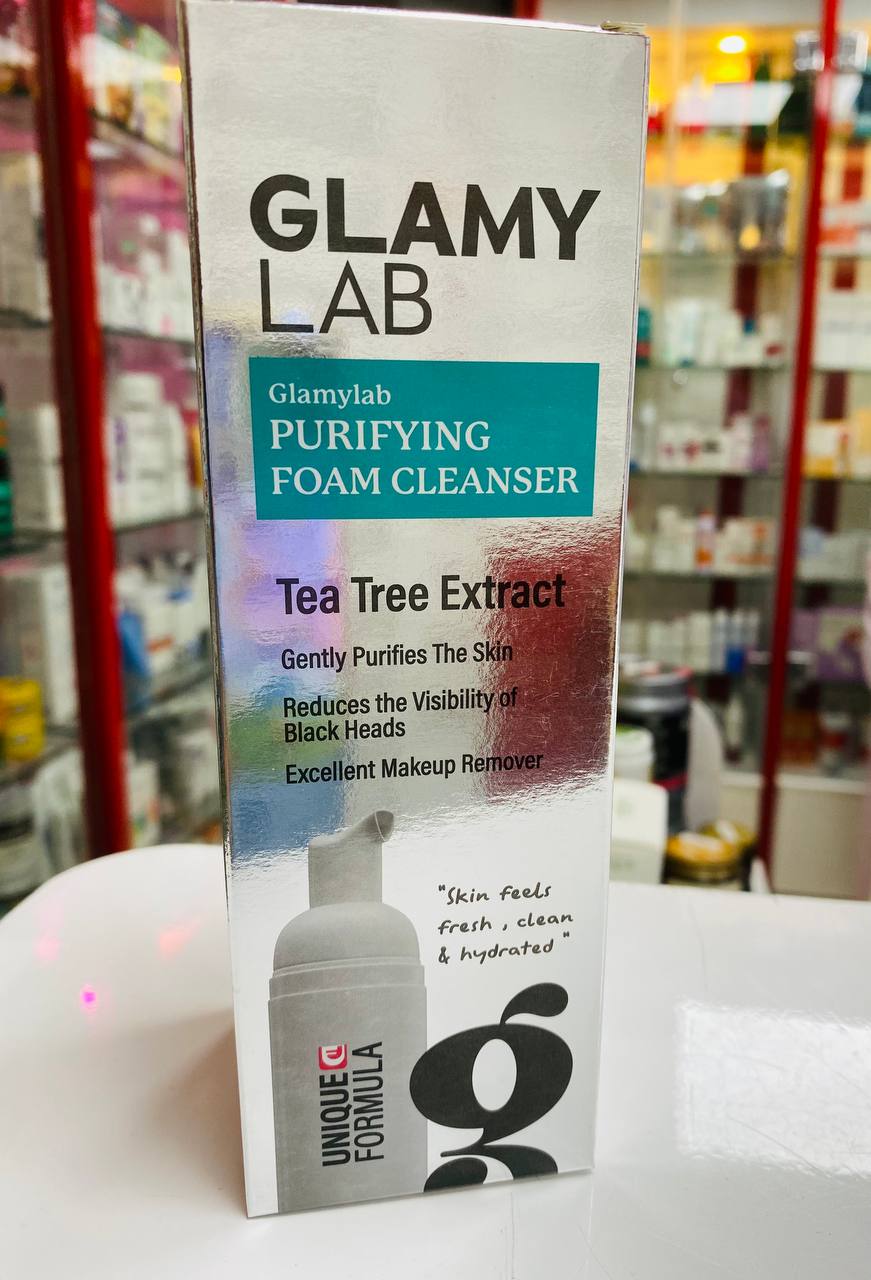 GLAMY
LAB
Glamylab
PURIFYING
FOAM CLEANSER
Tea Tree Extract
Gently Purifies The Skin
Reduces the Visibility of
Black Heads
Excellent Makeup Remover
"Skin feels
fresh , clean
& hydrated "
UNIQUE
FORMULA
g